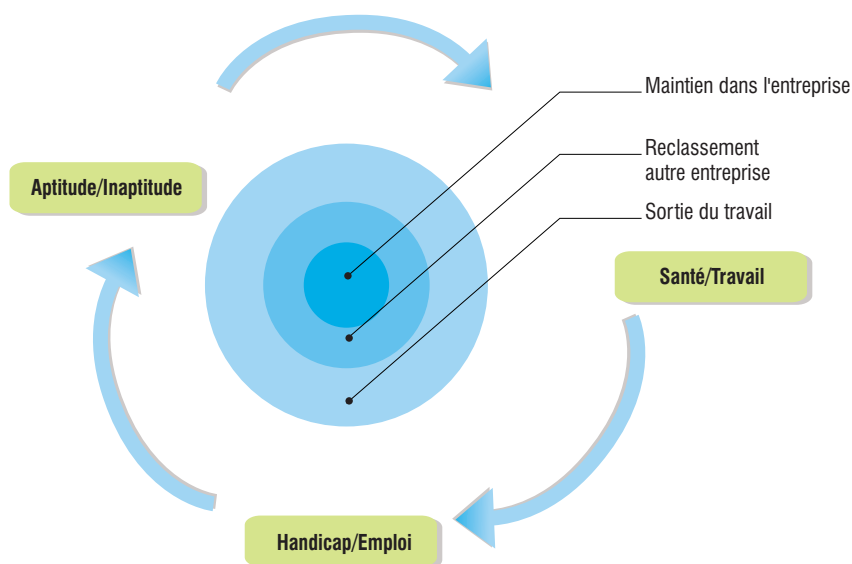 Maintien dans l'entreprise
Reclassement
autre entreprise
Aptitude/Inaptitude
Sortie du travail
Santé/Travail
Handicap/Emploi